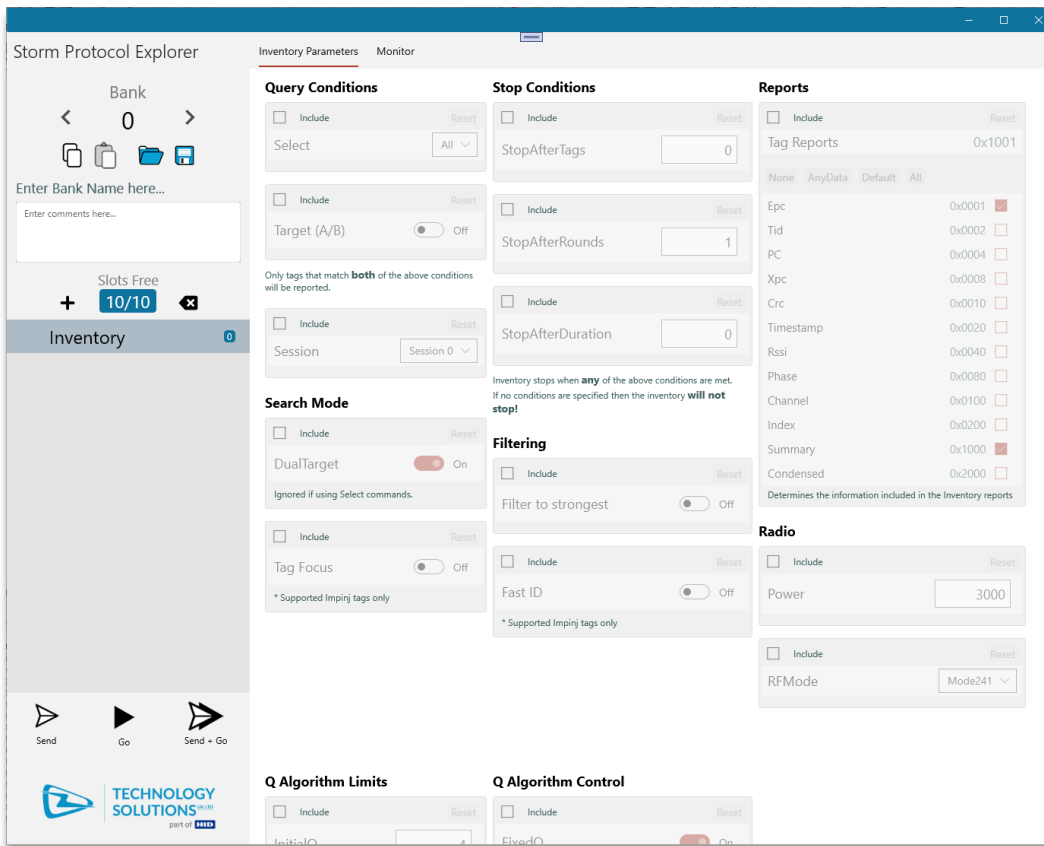 Storm Protocol Explorer
Bank
0
Enter Bank Name here...
Enter comments here...
Slots Free
10/10
Inventory
0
Send
Go
Send + Go
TECHNOLOGY
SOLUTIONS UK LTD
part of HID
Inventory Parameters Monitor
Query Conditions
Include Reset
Select All
Include Reset
Target (A/B) Off
Only tags that match both of the above conditions
will be reported.
Include Reset
Session Session 0
Search Mode
Include Reset
DualTarget On
Ignored if using Select commands.
Include Reset
Tag Focus Off
* Supported Impinj tags only
Stop Conditions
Include Reset
StopAfterTags 0
Include Reset
StopAfterRounds 1
Include Reset
StopAfterDuration 0
Inventory stops when any of the above conditions are met.
If no conditions are specified then the inventory will not
stop!
Filtering
Include Reset
Filter to strongest Off
Include Reset
Fast ID Off
* Supported Impinj tags only
Reports
Include Reset
Tag Reports 0x1001
None AnyData Default All
Epc 0x0001
Tid 0x0002
PC 0x0004
Xpc 0x0008
Crc 0x0010
Timestamp 0x0020
Rssi 0x0040
Phase 0x0080
Channel 0x0100
Index 0x0200
Summary 0x1000
Condensed 0x2000
Determines the information included in the Inventory reports
Radio
Include Reset
Power 3000
Include Reset
RFMode Mode241
Q Algorithm Limits
Include Reset
InitialQ 4
Q Algorithm Control
Include Reset
FixedQ On